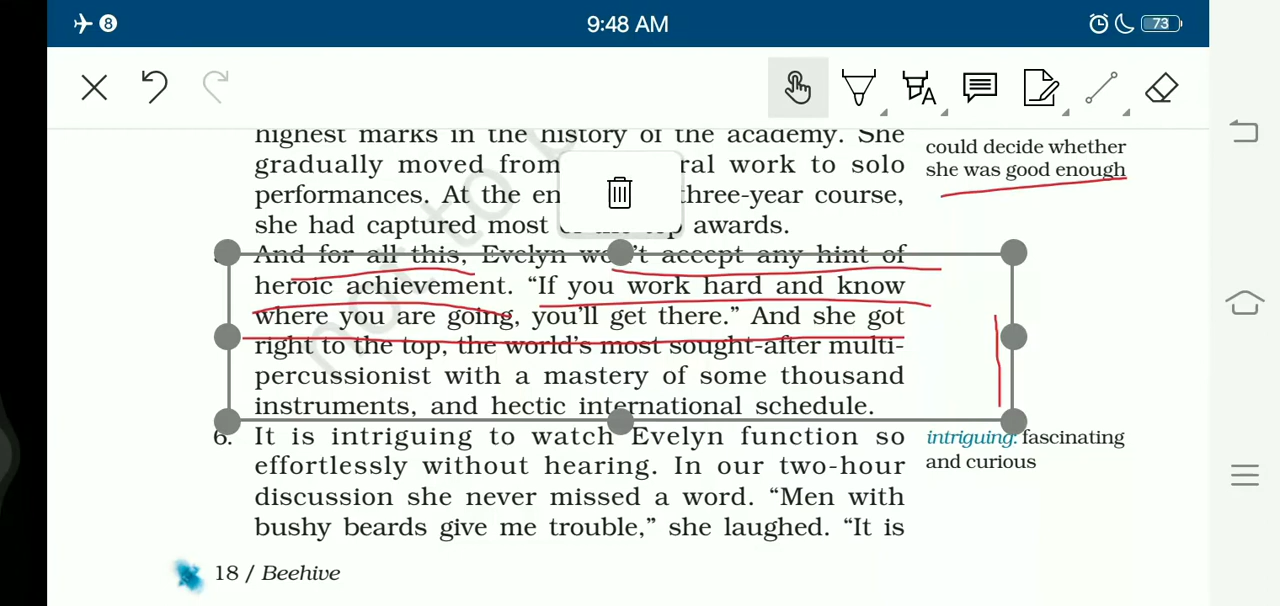 8
9:48 AM
73
A
highest marks in the history of the academy. She
gradually moved from ral work to solo
performances. At the en three-year course,
she had captured most of the top awards.
could decide whether
she was good enough
And for all this, Evelyn won't accept any hint of
heroic achievement. “If you work hard and know
where you are going, you'll get there.” And she got
right to the top, the world's most sought-after multi-
percussionist with a mastery of some thousand
instruments, and hectic international schedule.
6. It is intriguing to watch Evelyn function so
effortlessly without hearing. In our two-hour
discussion she never missed a word. “Men with
bushy beards give me trouble,” she laughed. “It is
intriguing: fascinating
and curious
18 / Beehive